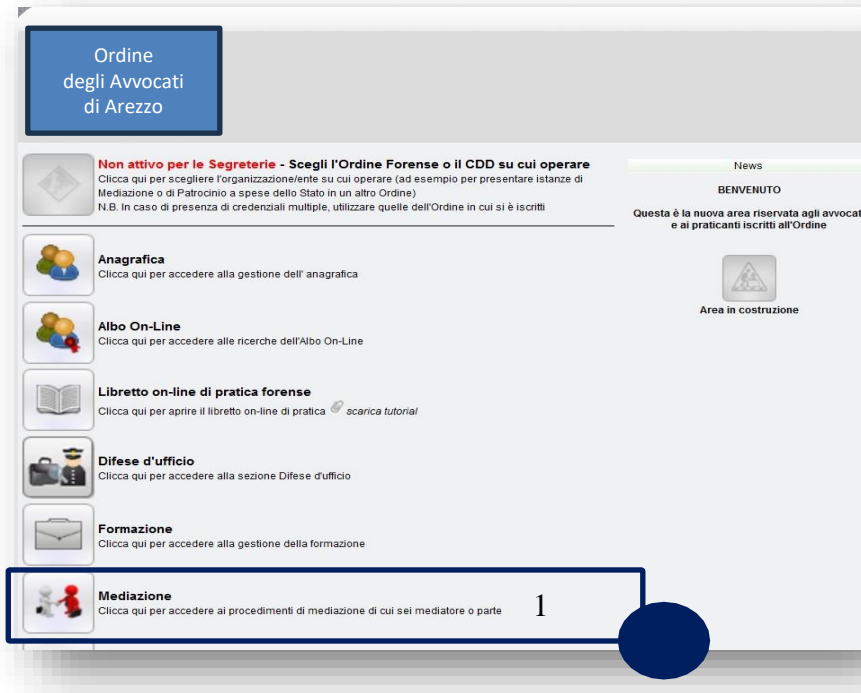 Ordine
degli Avvocati
di Arezzo
Non attivo per le Segreterie - Scegli l'Ordine Forense o il CDD su cui operare
Clicca qui per scegliere l'organizzazione/ente su cui operare (ad esempio per presentare istanze di
Mediazione o di Patrocinio a spese dello Stato in un altro Ordine)
N.B. In caso di presenza di credenziali multiple, utilizzare quelle dell'Ordine in cui si è iscritti
Anagrafica
Clicca qui per accedere alla gestione dell' anagrafica
Albo On-Line
Clicca qui per accedere alle ricerche dell'Albo On-Line
Libretto on-line di pratica forense
Clicca qui per aprire il libretto on-line di pratica scarica tutorial
Difese d'ufficio
Clicca qui per accedere alla sezione Difese d'ufficio
Formazione
Clicca qui per accedere alla gestione della formazione
Mediazione
Clicca qui per accedere ai procedimenti di mediazione di cui sei mediatore o parte
1
News
BENVENUTO
Questa è la nuova area riservata agli avvocat
e ai praticanti iscritti all'Ordine
Area in costruzione